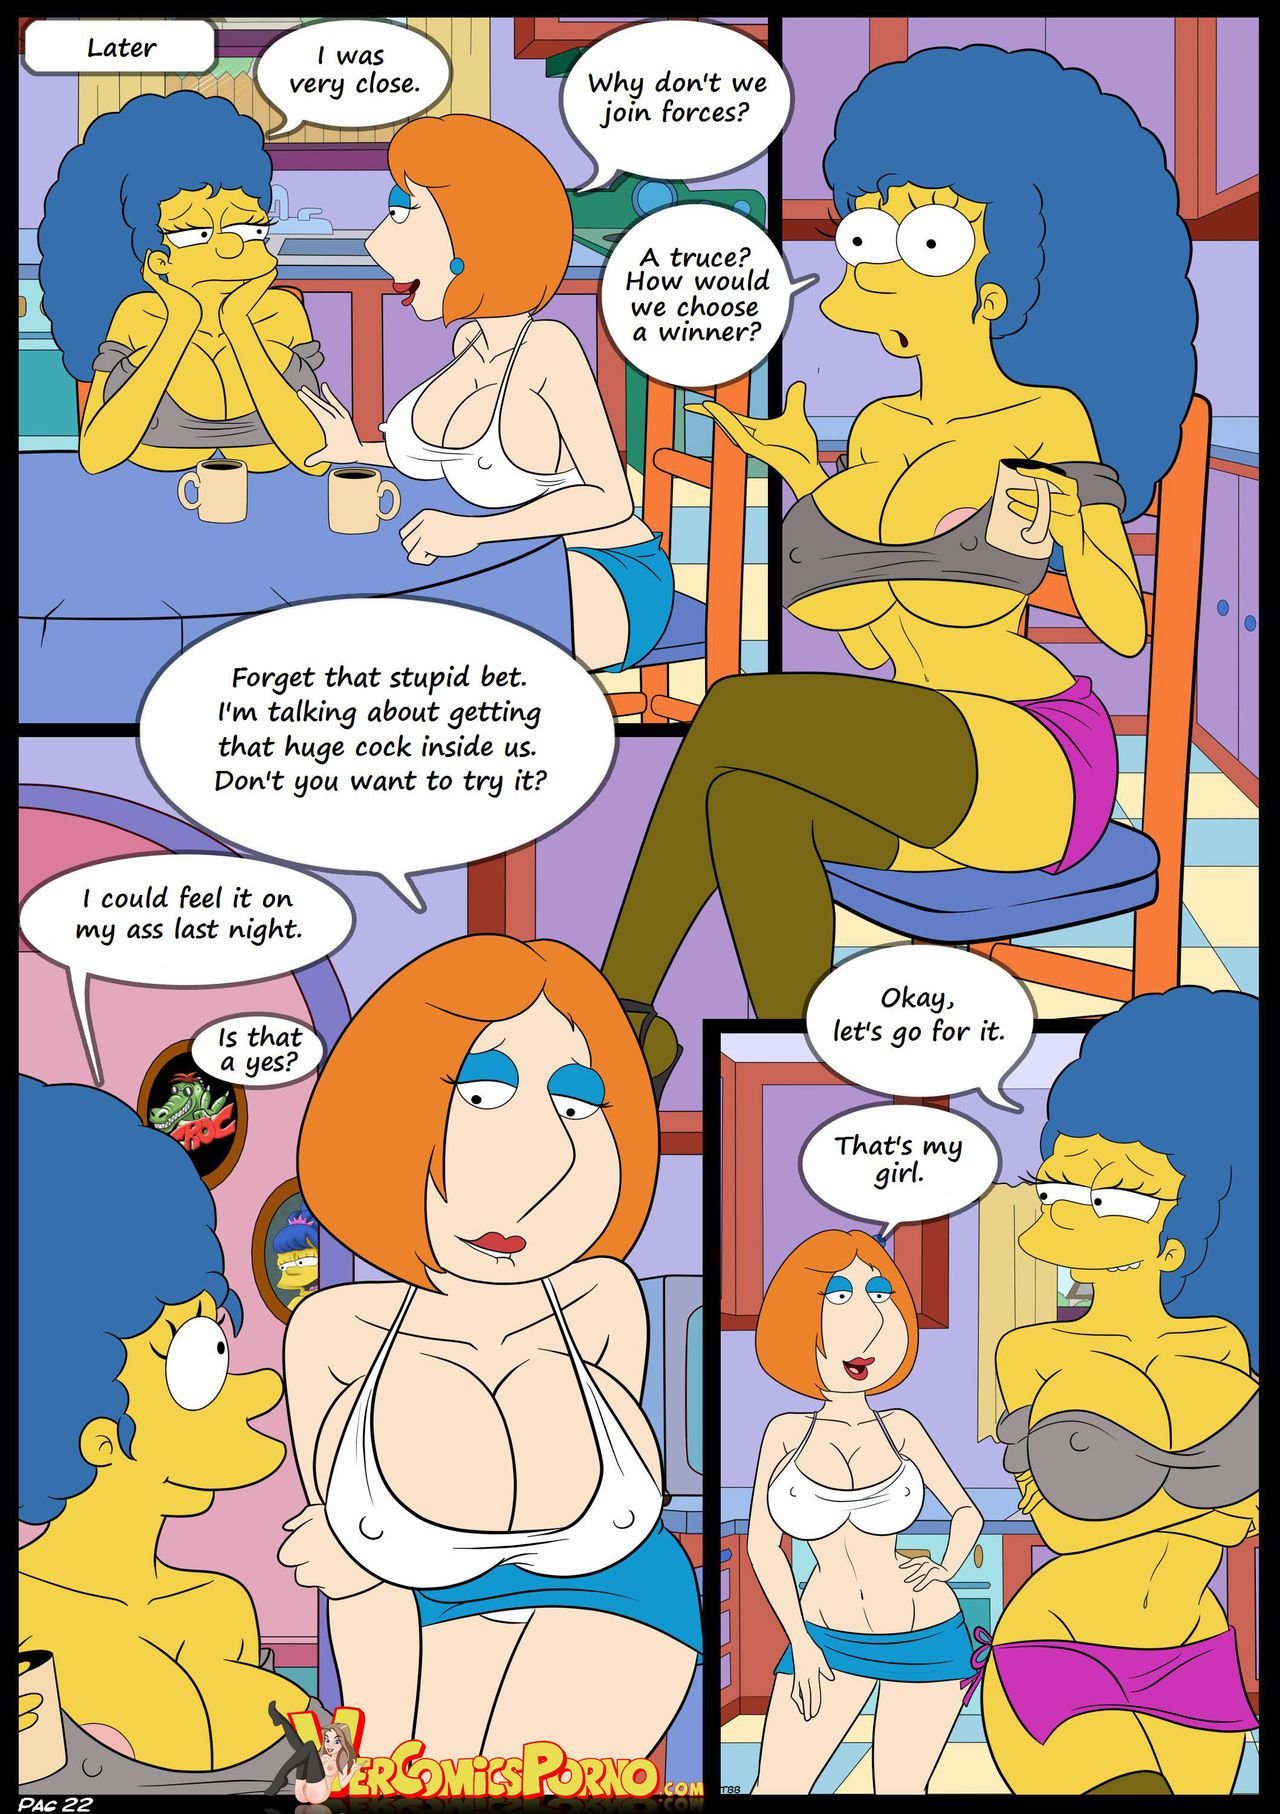 Later
I was
very close.
Why don't we
join forces?
A truce?
How would
we choose
a winner?
Forget that stupid bet.
I'm talking about getting
that huge cock inside us.
Don't you want to try it?
I could feel it on
my ass last night.
Is that
a yes?
CROC
Okay,
let's go for it.
That's my
girl.
VERCOMICSPORNO.COM
TBB
PAG 22